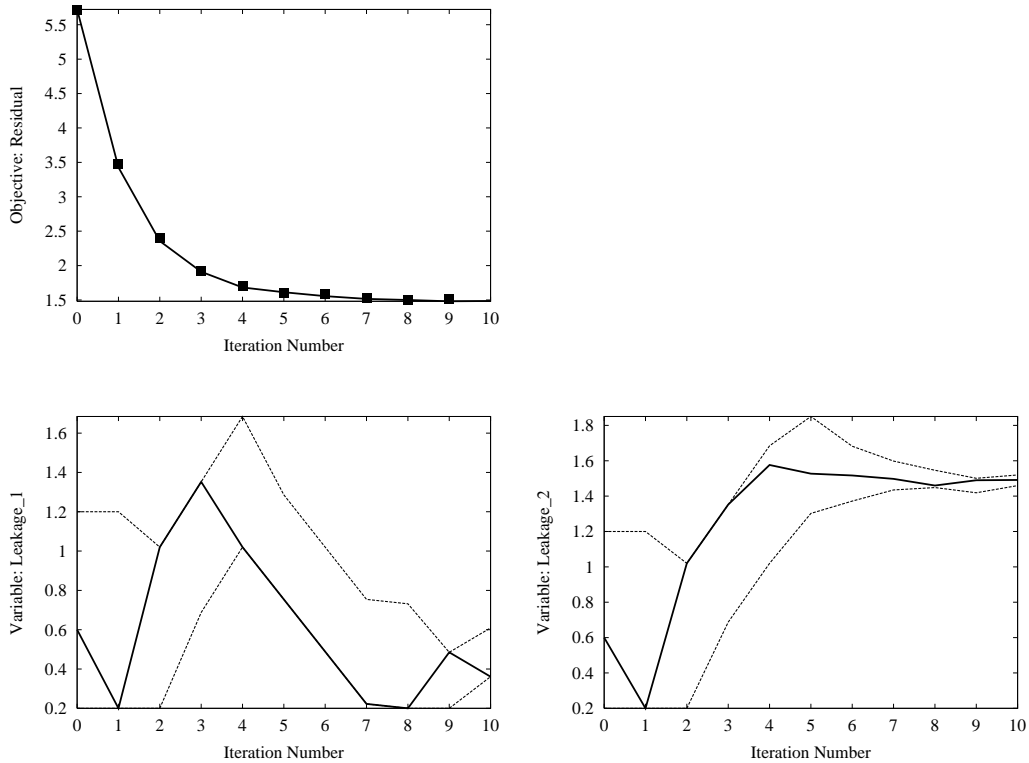 5.5
5
4.5
4
3.5
3
2.5
2
1.5
Objective: Residual
0 1 2 3 4 5 6 7 8 9 10
Iteration Number
1.6
1.4
1.2
1
0.8
0.6
0.4
0.2
Variable: Leakage_1
0 1 2 3 4 5 6 7 8 9 10
Iteration Number
1.8
1.6
1.4
1.2
1
0.8
0.6
0.4
0.2
Variable: Leakage_2
0 1 2 3 4 5 6 7 8 9 10
Iteration Number